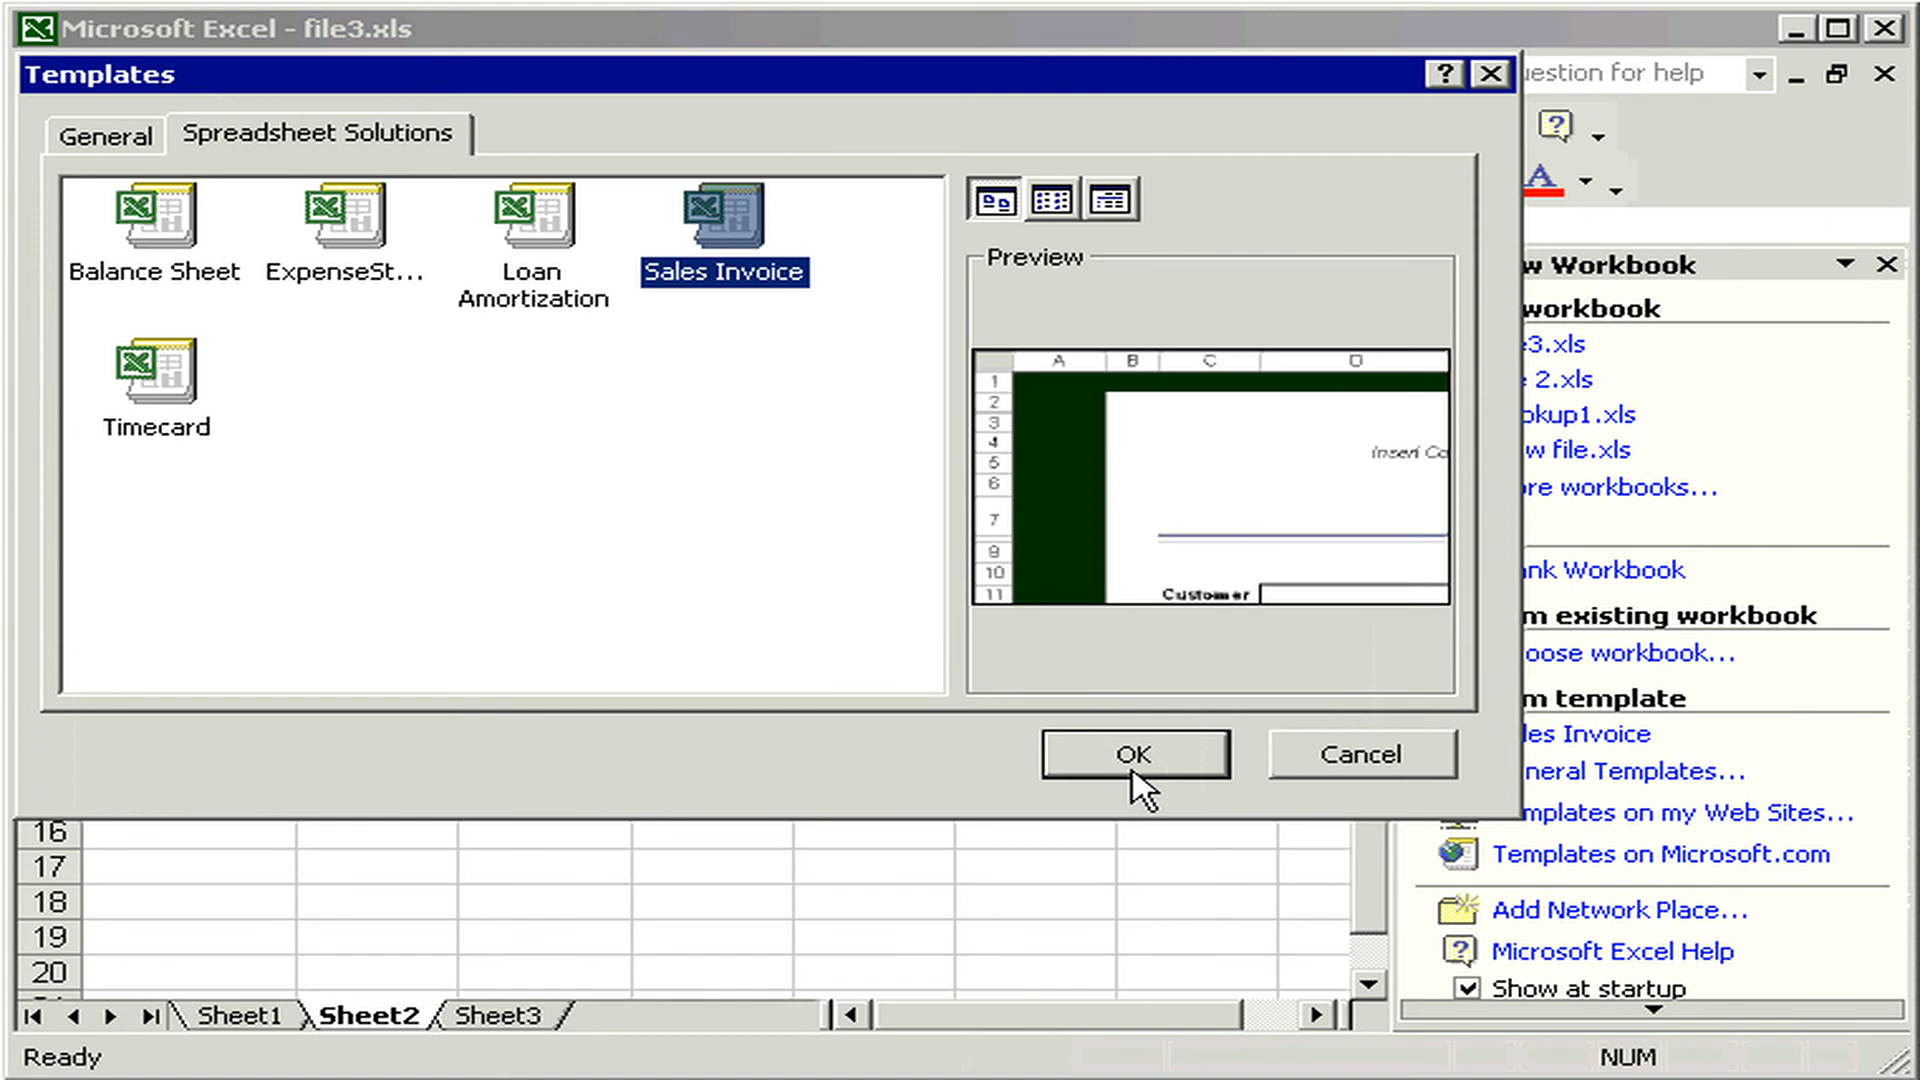 Microsoft Excel - file3.xls
Templates
uestion for help
General
Spreadsheet Solutions
Balance Sheet
ExpenseSt...
Loan
Amortization
Sales Invoice
Timecard
Preview
A B C D
1
2
3
4
5
6
7
9
10
11
Insert Co
Customer
OK
Cancel
w Workbook
workbook
3.xls
2.xls
okup1.xls
w file.xls
re workbooks...
nk Workbook
m existing workbook
oose workbook...
m template
les Invoice
neral Templates...
mplates on my Web Sites...
Templates on Microsoft.com
Add Network Place...
Microsoft Excel Help
Show at startup
16
17
18
19
20
Sheet1
Sheet2
Sheet3
Ready
NUM